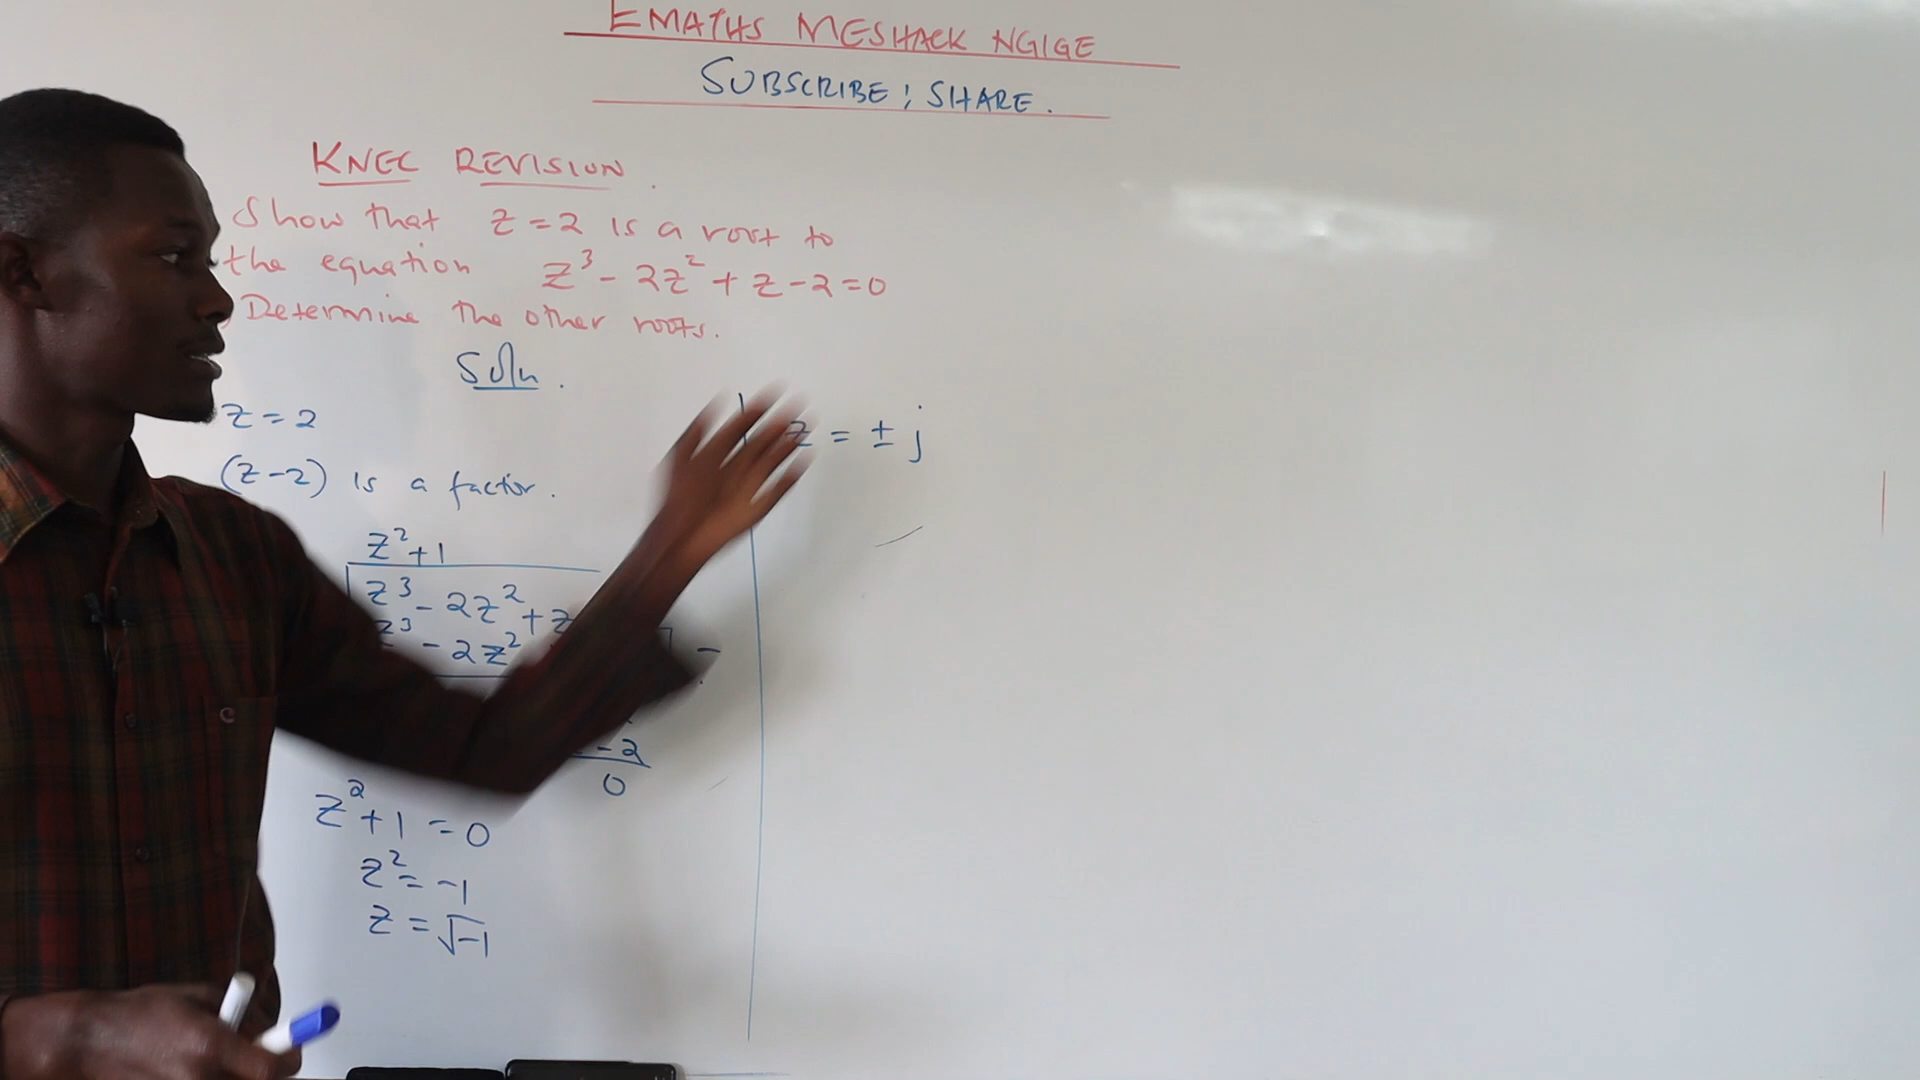 EMATHS MESHACK NGIGE
SUBSCRIBE; SHARE.
KNEC REVISION.
Show that z = 2 is a root to
the equation z³ - 2z² + z - 2 = 0
Determine the other roots.
Soln.
z = 2
(z - 2) is a factor.
z² + 1
z³ - 2z² + z
z³ - 2z² -
- 2
0
z² + 1 = 0
z² = -1
z = √-1
z = ± j